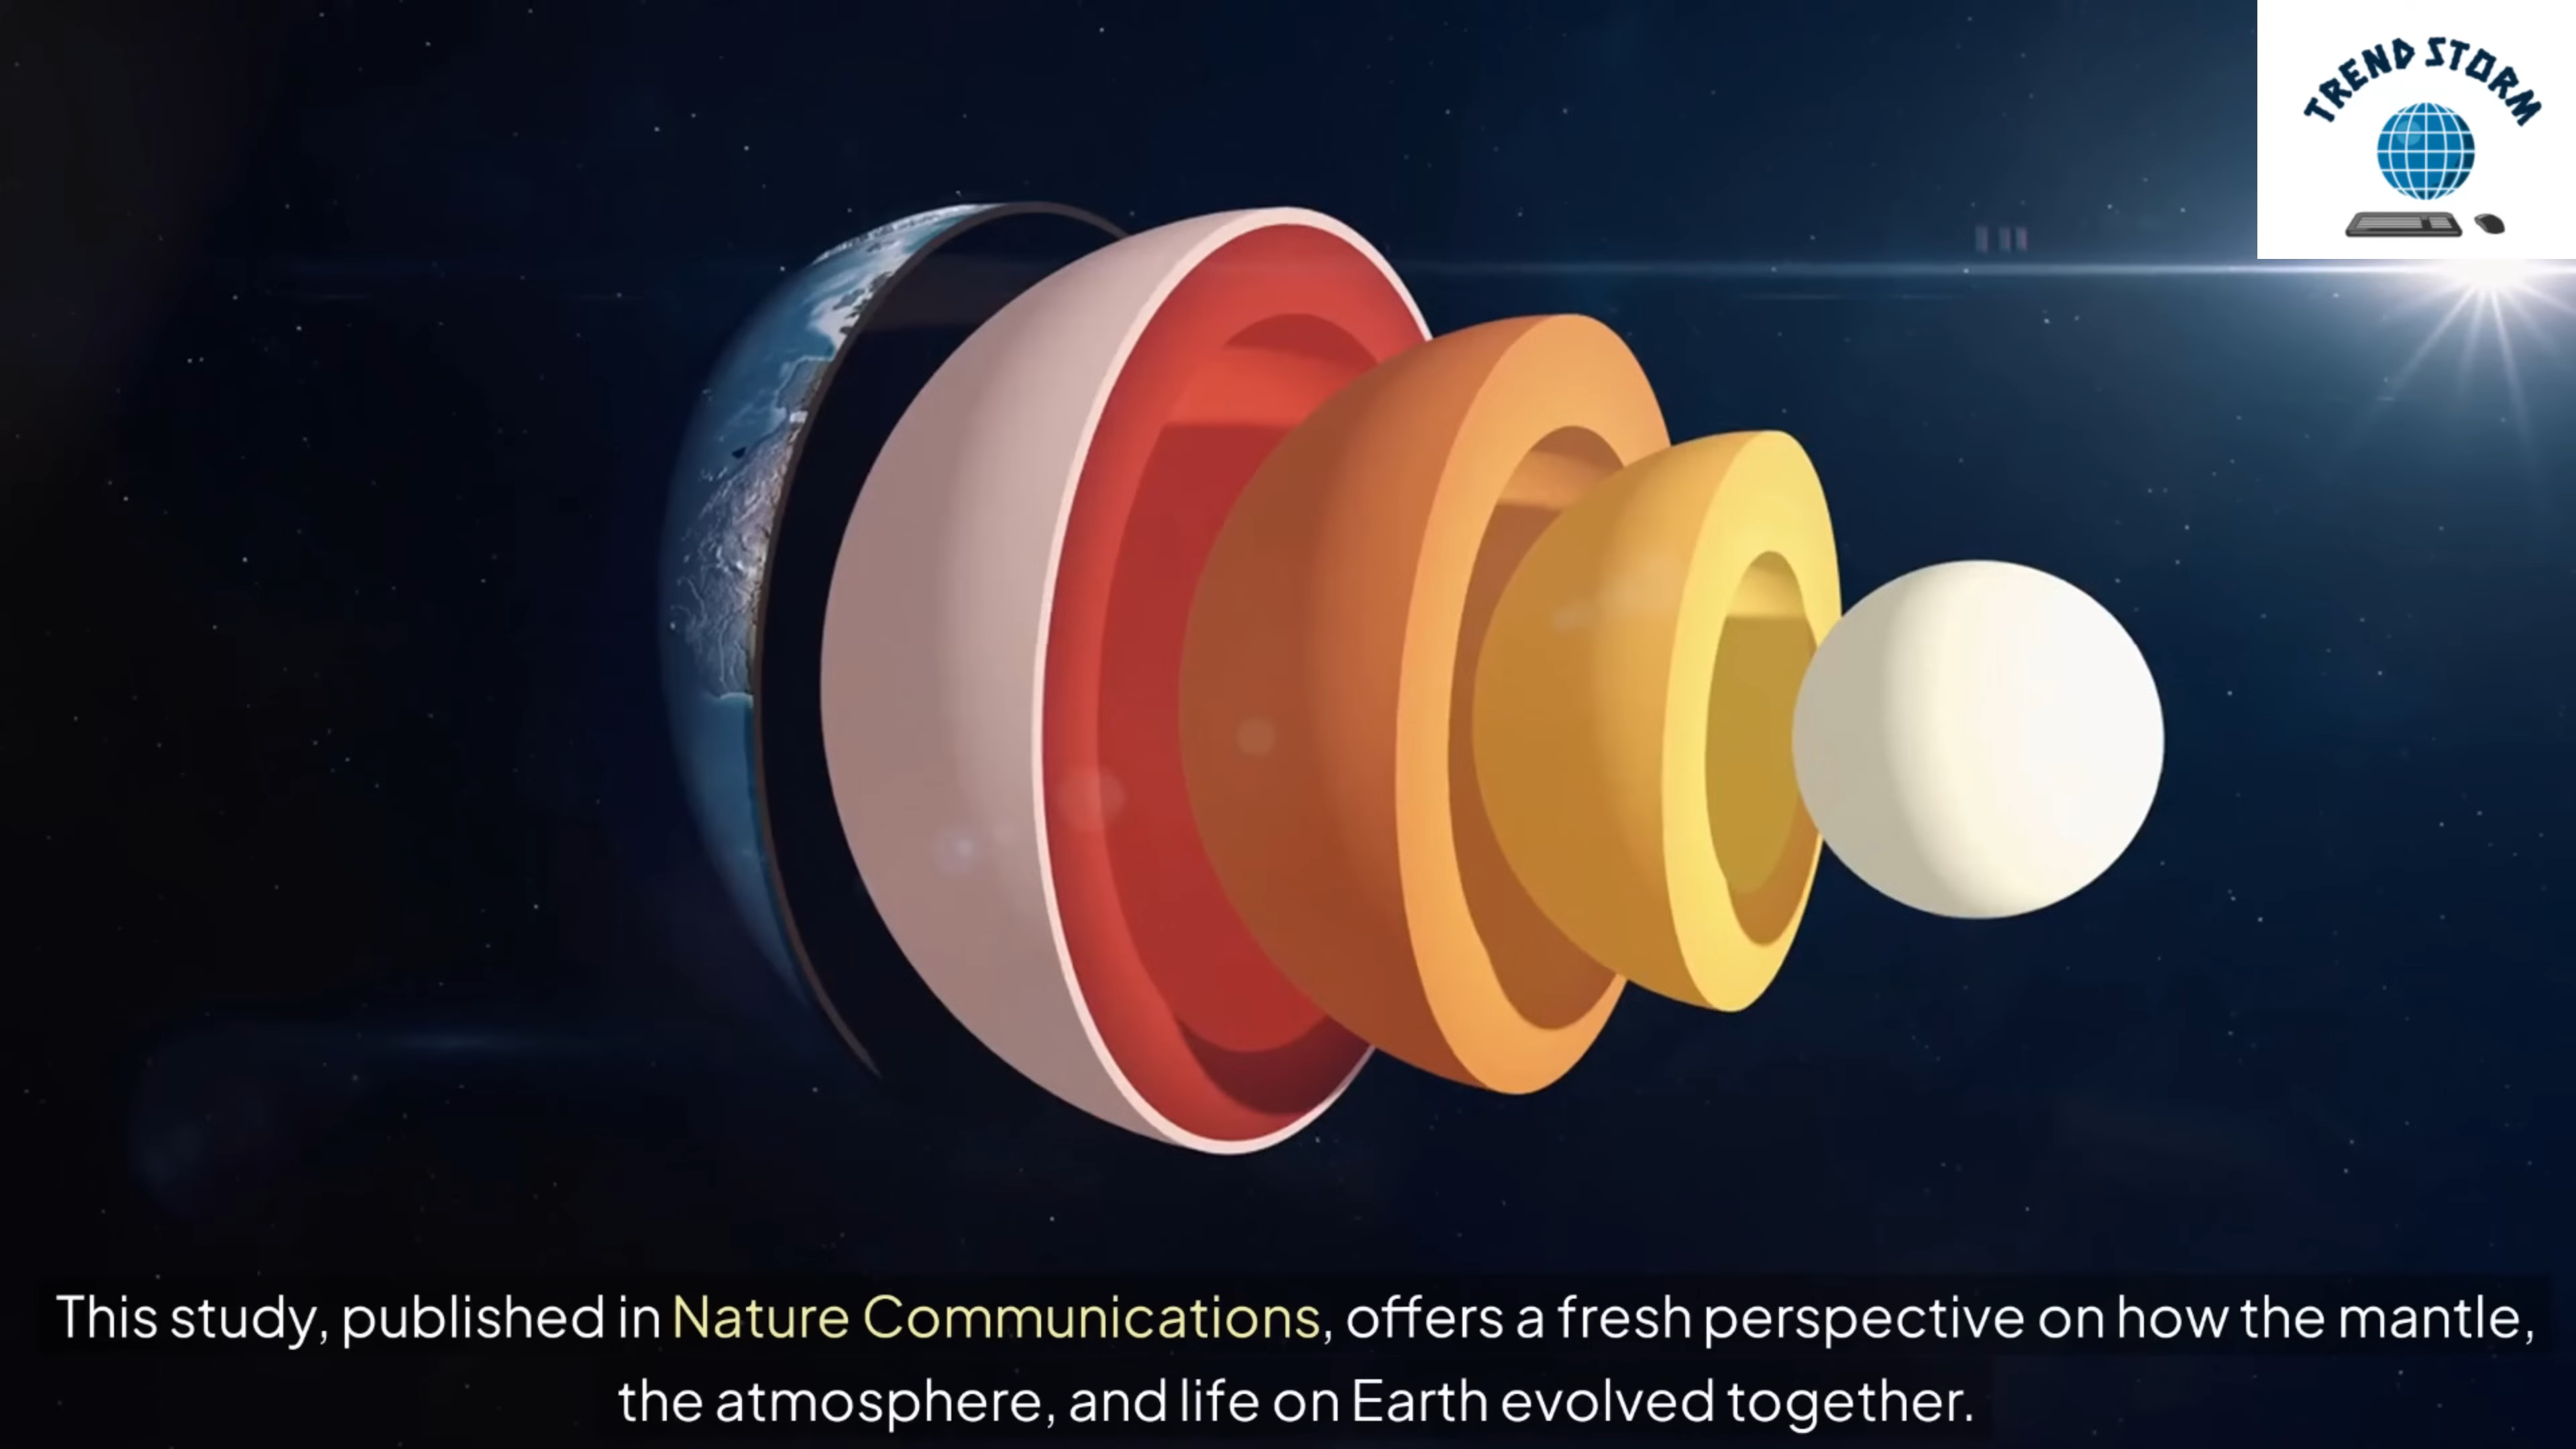 TREND STORM
This study, published in Nature Communications, offers a fresh perspective on how the mantle,
the atmosphere, and life on Earth evolved together.